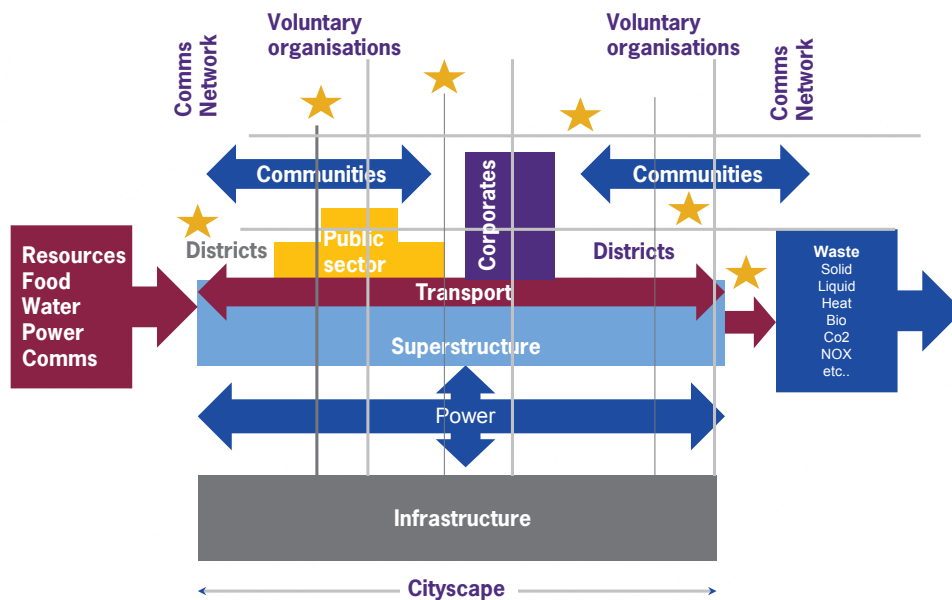 Voluntary
organisations
Voluntary
organisations
Comms
Network
Comms
Network
Communities
Communities
Corporates
Districts
Public
sector
Districts
Resources
Food
Water
Power
Comms
Transport
Superstructure
Waste
Solid
Liquid
Heat
Bio
Co2
NOX
etc..
Power
Infrastructure
Cityscape